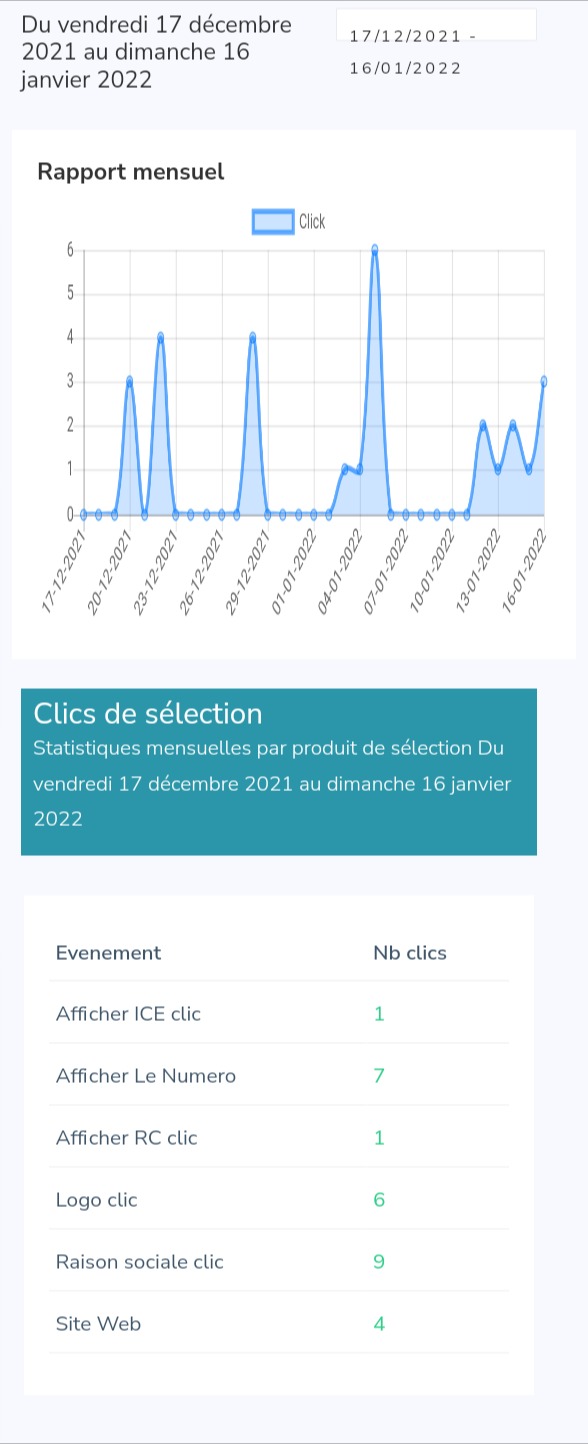 Du vendredi 17 décembre
2021 au dimanche 16
janvier 2022
17/12/2021 -
16/01/2022
Rapport mensuel
Click
6
5
4
3
2
1
0
17-12-2021
20-12-2021
23-12-2021
26-12-2021
29-12-2021
01-01-2022
04-01-2022
07-01-2022
10-01-2022
13-01-2022
16-01-2022
Clics de sélection
Statistiques mensuelles par produit de sélection Du
vendredi 17 décembre 2021 au dimanche 16 janvier
2022
Evenement Nb clics
Afficher ICE clic 1
Afficher Le Numero 7
Afficher RC clic 1
Logo clic 6
Raison sociale clic 9
Site Web 4